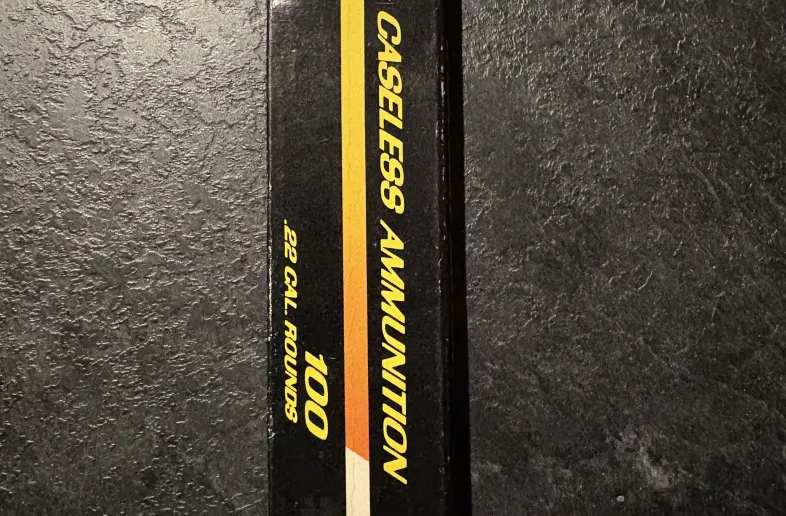 CASELESS AMMUNITION
100
.22 CAL. ROUNDS